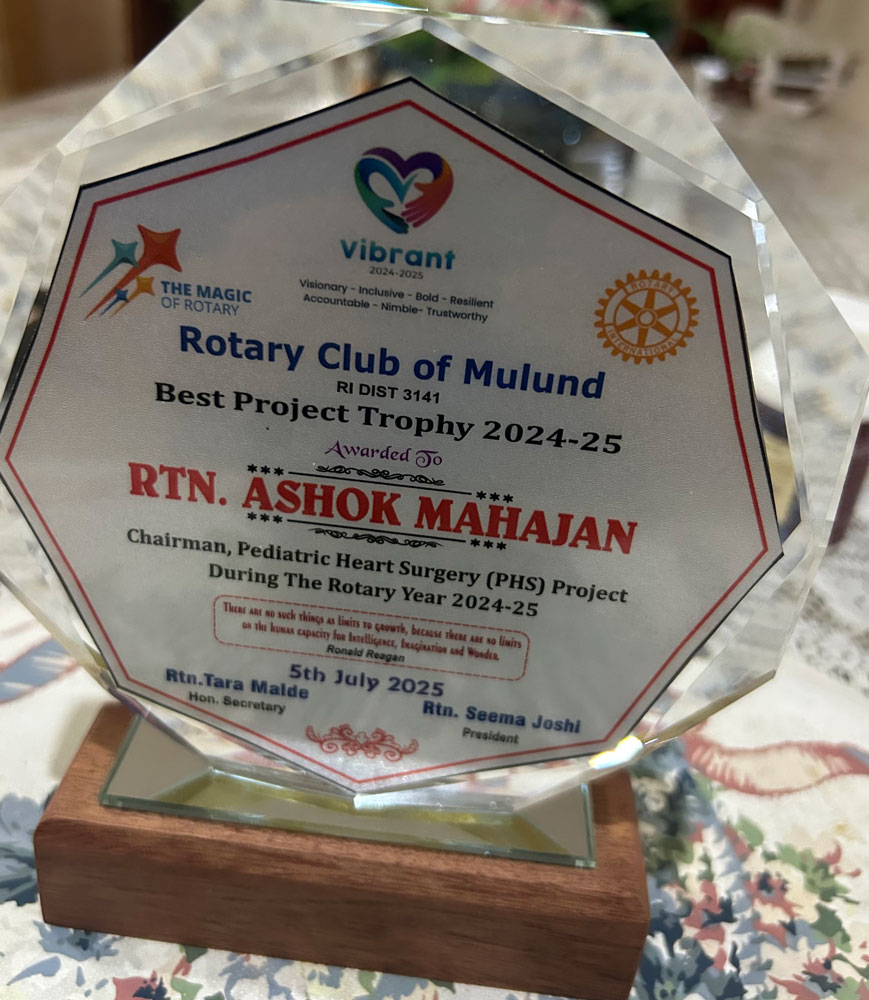 Vibrant
2024-2025
Visionary - Inclusive - Bold - Resilient
Accountable - Nimble- Trustworthy
THE MAGIC
OF ROTARY
ROTARY
INTERNATIONAL
Rotary Club of Mulund
RI DIST 3141
Best Project Trophy 2024-25
Awarded To
RTN. ASHOK MAHAJAN
Chairman, Pediatric Heart Surgery (PHS) Project
During The Rotary Year 2024-25
There are no such things as limits to growth, because there are no limits
on the human capacity for Intelligence, Imagination and Wonder.
Ronald Reagan
5th July 2025
Rtn.Tara Malde
Hon. Secretary
Rtn. Seema Joshi
President